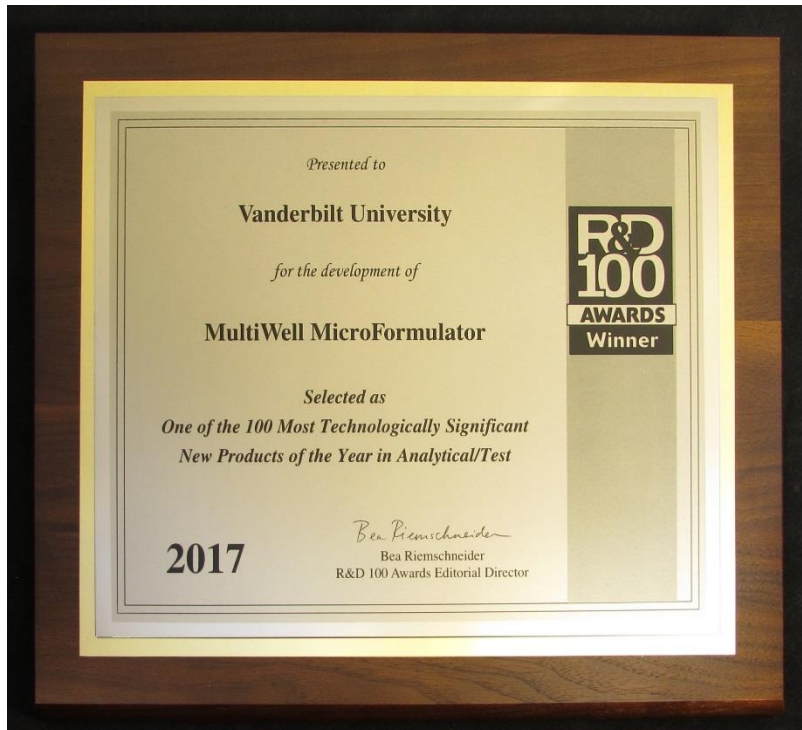 Presented to
Vanderbilt University
for the development of
MultiWell MicroFormulator
Selected as
One of the 100 Most Technologically Significant
New Products of the Year in Analytical/Test
2017
Bea Riemschneider
Bea Riemschneider
R&D 100 Awards Editorial Director
R&D
100
AWARDS
Winner